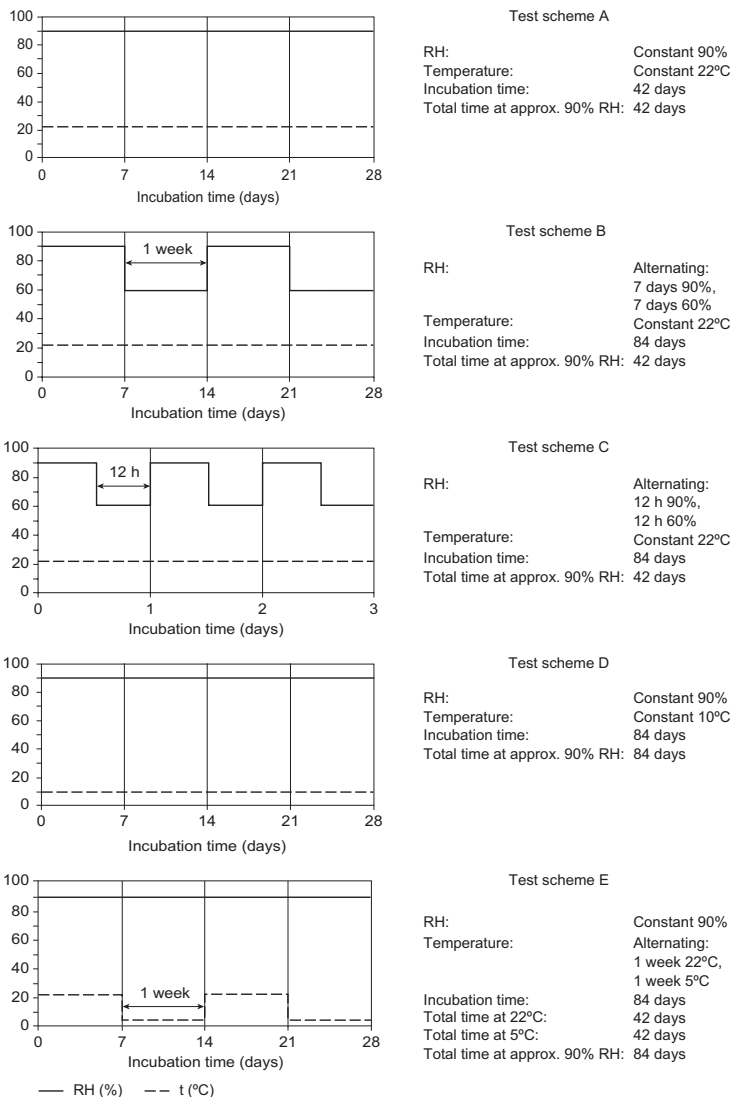 100
80
60
40
20
0
0 7 14 21 28
Incubation time (days)
Test scheme A
RH: Constant 90%
Temperature: Constant 22ºC
Incubation time: 42 days
Total time at approx. 90% RH: 42 days
100
80
60
40
20
0
1 week
0 7 14 21 28
Incubation time (days)
Test scheme B
RH: Alternating:
7 days 90%,
7 days 60%
Temperature: Constant 22ºC
Incubation time: 84 days
Total time at approx. 90% RH: 42 days
100
80
60
40
20
0
12 h
0 1 2 3
Incubation time (days)
Test scheme C
RH: Alternating:
12 h 90%,
12 h 60%
Temperature: Constant 22ºC
Incubation time: 84 days
Total time at approx. 90% RH: 42 days
100
80
60
40
20
0
0 7 14 21 28
Incubation time (days)
Test scheme D
RH: Constant 90%
Temperature: Constant 10ºC
Incubation time: 84 days
Total time at approx. 90% RH: 84 days
100
80
60
40
20
0
1 week
0 7 14 21 28
Incubation time (days)
Test scheme E
RH: Constant 90%
Temperature: Alternating:
1 week 22ºC,
1 week 5ºC
Incubation time: 84 days
Total time at 22ºC: 42 days
Total time at 5ºC: 42 days
Total time at approx. 90% RH: 84 days
RH (%) t (ºC)